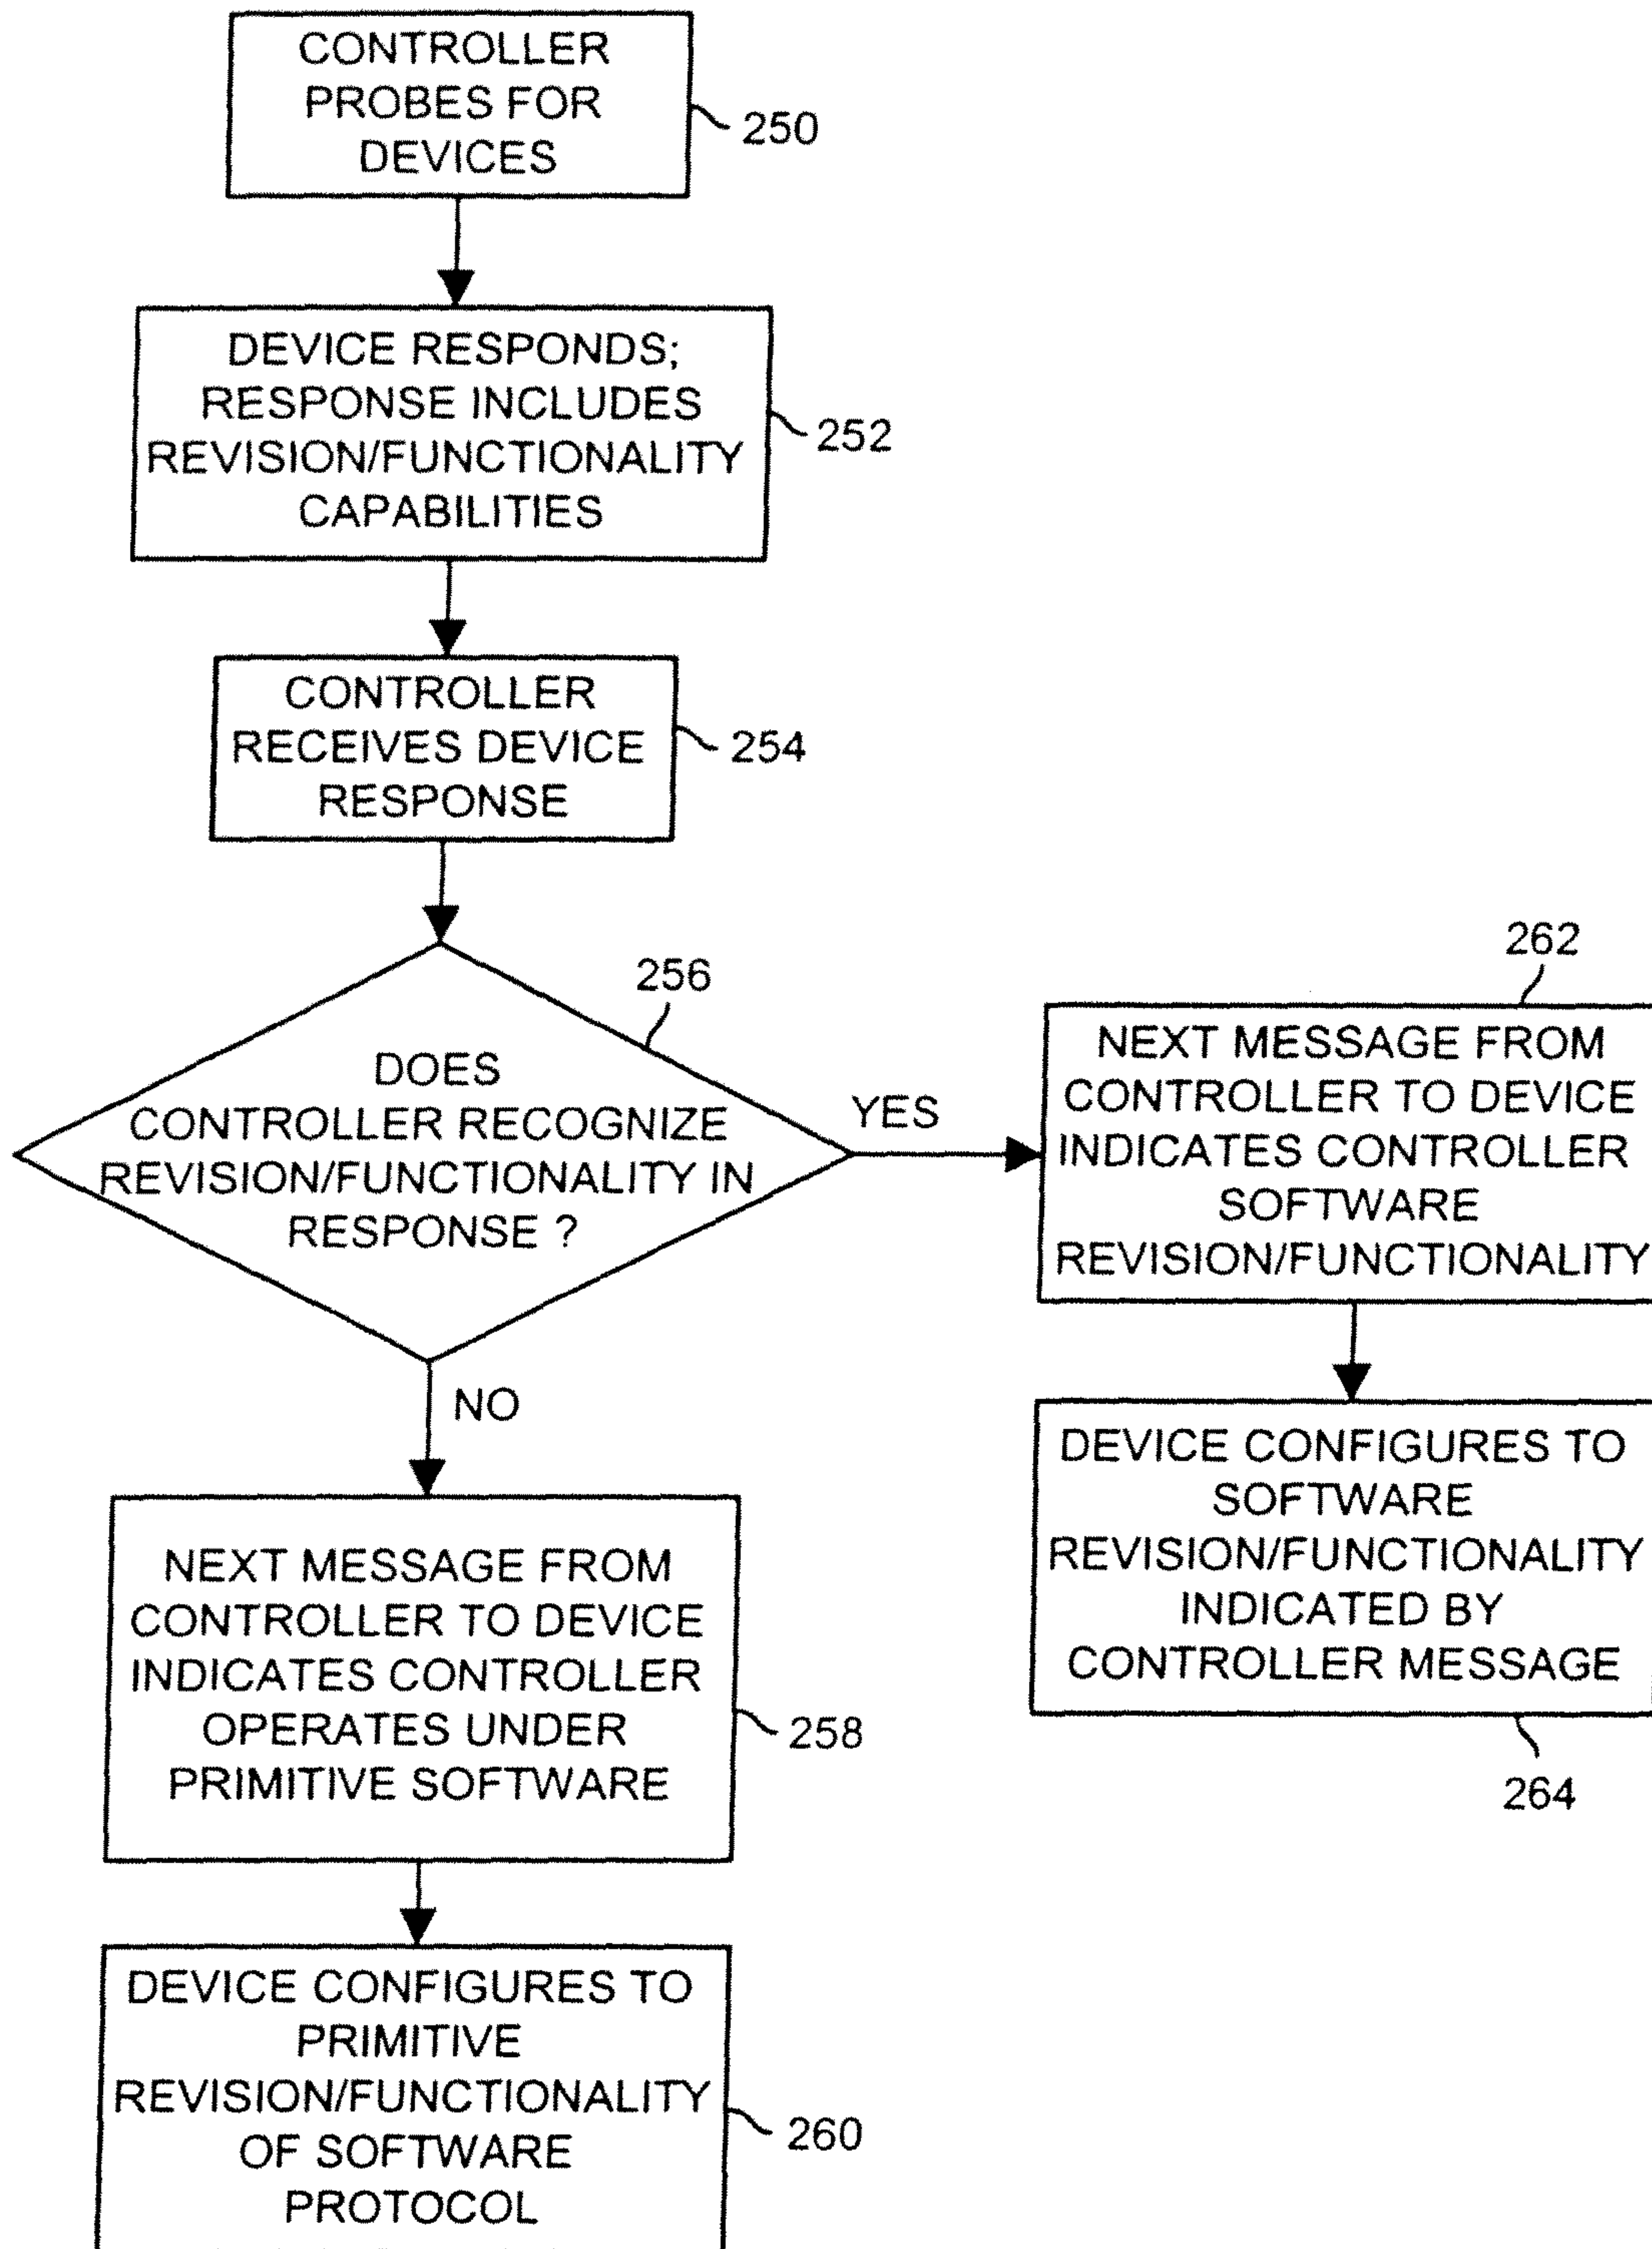 CONTROLLER
PROBES FOR
DEVICES
250
DEVICE RESPONDS;
RESPONSE INCLUDES
REVISION/FUNCTIONALITY
CAPABILITIES
252
CONTROLLER
RECEIVES DEVICE
RESPONSE
254
256
DOES
CONTROLLER RECOGNIZE
REVISION/FUNCTIONALITY IN
RESPONSE ?
YES
262
NEXT MESSAGE FROM
CONTROLLER TO DEVICE
INDICATES CONTROLLER
SOFTWARE
REVISION/FUNCTIONALITY
DEVICE CONFIGURES TO
SOFTWARE
REVISION/FUNCTIONALITY
INDICATED BY
CONTROLLER MESSAGE
264
NO
NEXT MESSAGE FROM
CONTROLLER TO DEVICE
INDICATES CONTROLLER
OPERATES UNDER
PRIMITIVE SOFTWARE
258
DEVICE CONFIGURES TO
PRIMITIVE
REVISION/FUNCTIONALITY
OF SOFTWARE
PROTOCOL
260